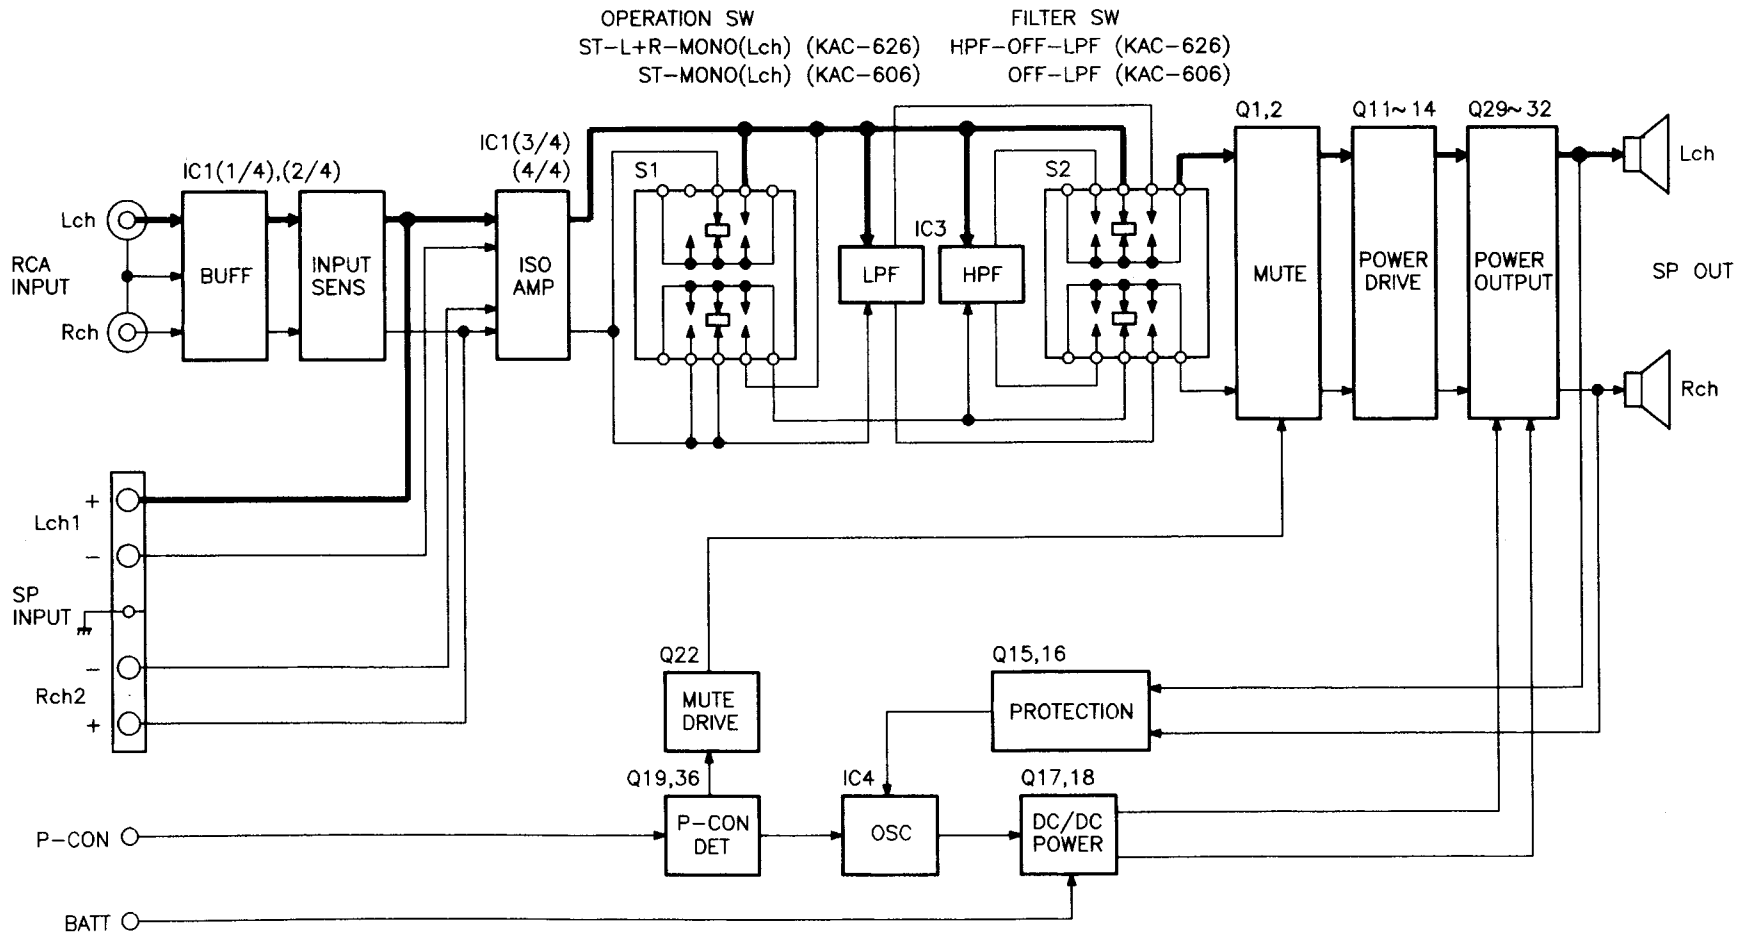 OPERATION SW
ST-L+R-MONO(Lch) (KAC-626)
ST-MONO(Lch) (KAC-606)
FILTER SW
HPF-OFF-LPF (KAC-626)
OFF-LPF (KAC-606)
Q1,2
Q11~14
Q29~32
IC1(1/4),(2/4)
IC1(3/4)
(4/4)
S1
S2
Lch
RCA
INPUT
Rch
BUFF
INPUT
SENS
ISO
AMP
LPF
IC3
HPF
MUTE
POWER
DRIVE
POWER
OUTPUT
Lch
SP OUT
Rch
+
Lch1
-
SP
INPUT
-
Rch2
+
Q22
MUTE
DRIVE
Q15,16
PROTECTION
Q19,36
P-CON
DET
IC4
OSC
Q17,18
DC/DC
POWER
P-CON
BATT